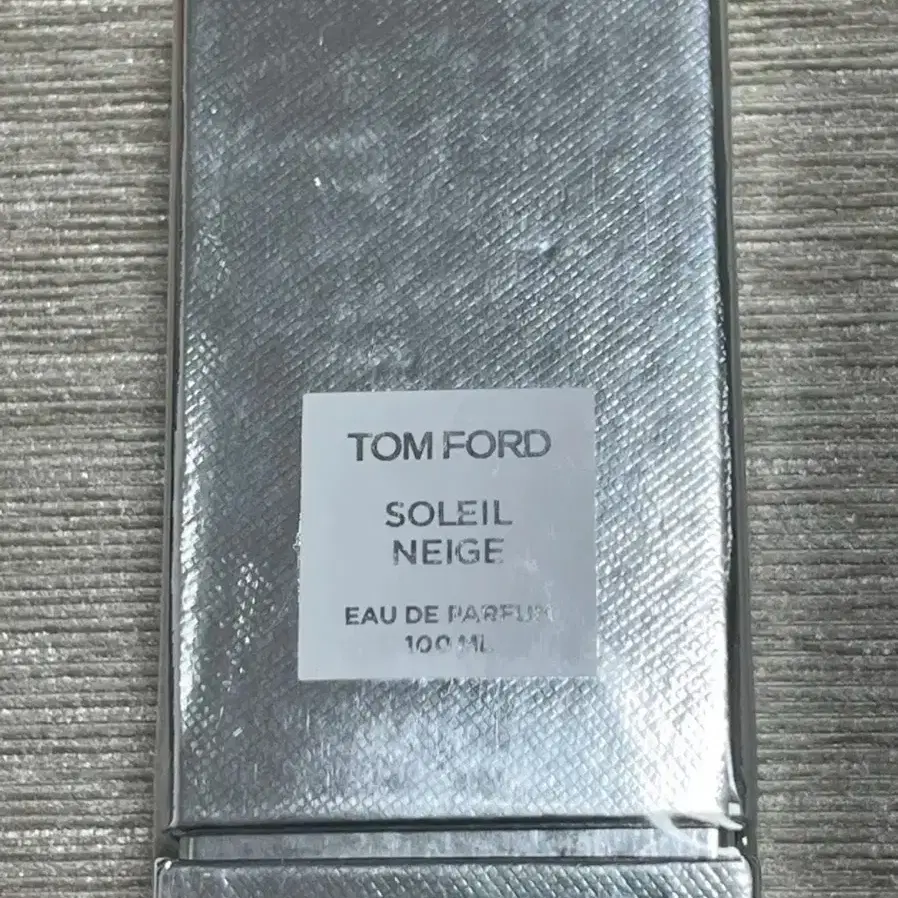 TOM FORD
SOLEIL
NEIGE
EAU DE PARFUM
100 ML